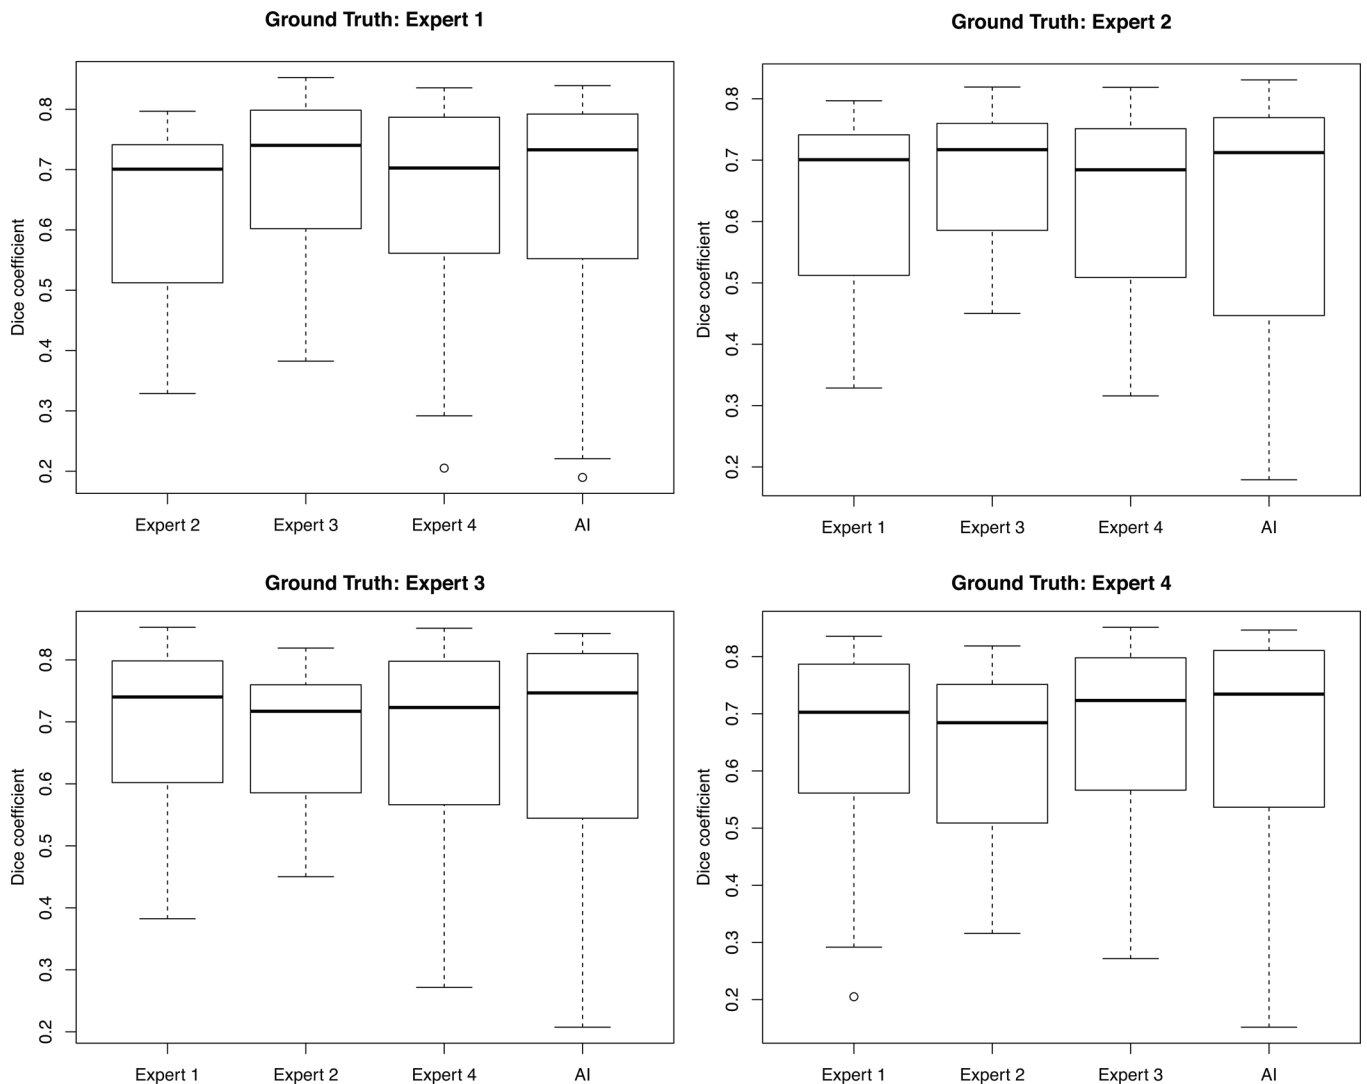 Ground Truth: Expert 1
Dice coefficient
0.8
0.7
0.6
0.5
0.4
0.3
0.2
Expert 2 Expert 3 Expert 4 AI
Ground Truth: Expert 2
Dice coefficient
0.8
0.7
0.6
0.5
0.4
0.3
0.2
Expert 1 Expert 3 Expert 4 AI
Ground Truth: Expert 3
Dice coefficient
0.8
0.7
0.6
0.5
0.4
0.3
0.2
Expert 1 Expert 2 Expert 4 AI
Ground Truth: Expert 4
Dice coefficient
0.8
0.7
0.6
0.5
0.4
0.3
0.2
Expert 1 Expert 2 Expert 3 AI